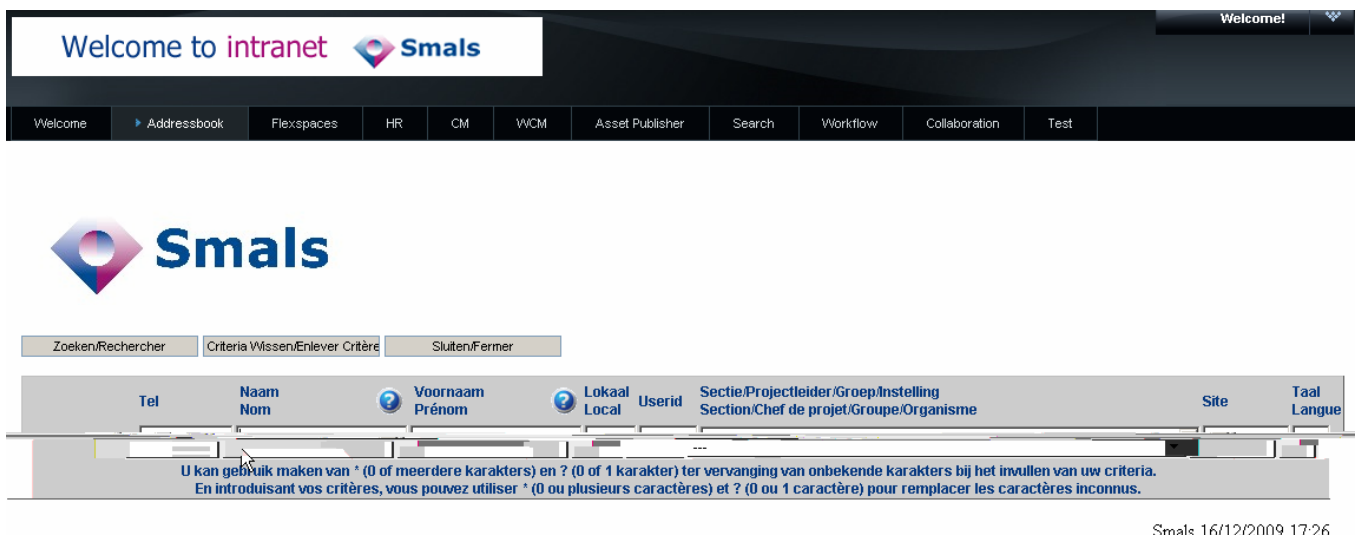 Welcome!
Welcome to intranet Smals
Welcome Addressbook Flexspaces HR CM WCM Asset Publisher Search Workflow Collaboration Test
Smals
Zoeken/Rechercher Criteria Wissen/Enlever Critère Sluiten/Fermer
Tel Naam ? Voornaam ? Lokaal Userid Sectie/Projectleider/Groep/Instelling Site Taal
Nom Prénom Local Section/Chef de projet/Groupe/Organisme Langue
---
U kan gebruik maken van * (0 of meerdere karakters) en ? (0 of 1 karakter) ter vervanging van onbekende karakters bij het invullen van uw criteria.
En introduisant vos critères, vous pouvez utiliser * (0 ou plusieurs caractères) et ? (0 ou 1 caractère) pour remplacer les caractères inconnus.
Smals 16/12/2009 17:26